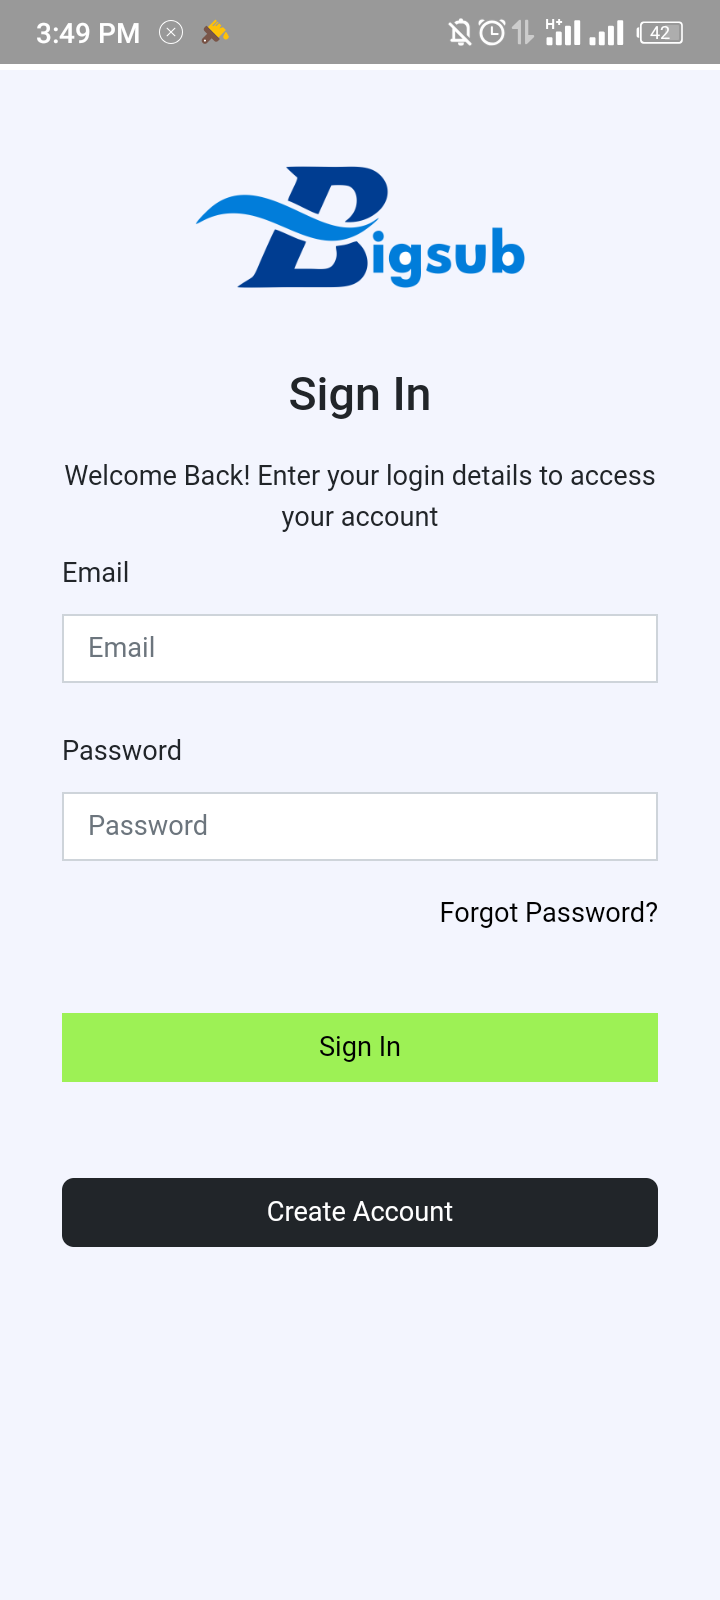 3:49 PM
H+
42
Bigsub
Sign In
Welcome Back! Enter your login details to access
your account
Email
Email
Password
Password
Forgot Password?
Sign In
Create Account